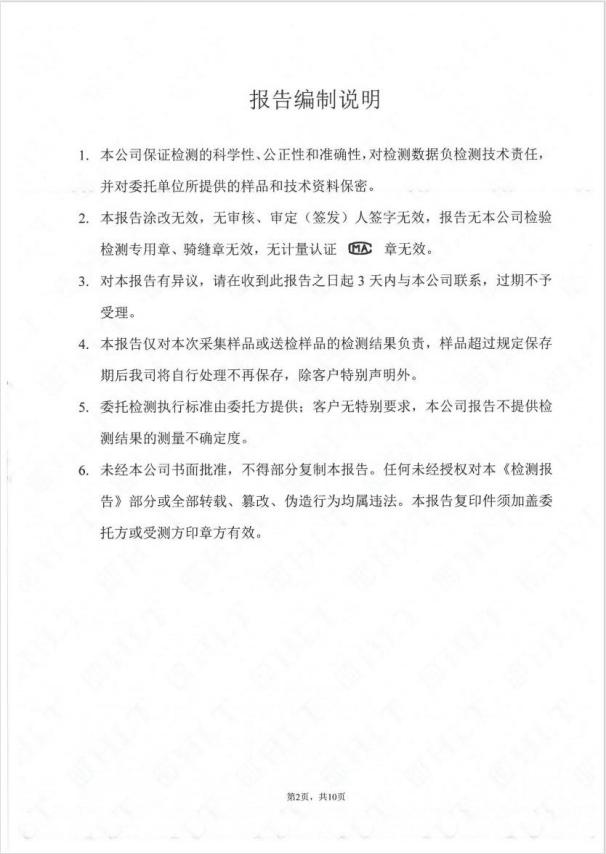 报告编制说明
1. 本公司保证检测的科学性、公正性和准确性，对检测数据负检测技术责任，
并对委托单位所提供的样品和技术资料保密。
2. 本报告涂改无效，无审核、审定（签发）人签字无效，报告无本公司检验
检测专用章、骑缝章无效，无计量认证 MA 章无效。
3. 对本报告有异议，请在收到此报告之日起 3 天内与本公司联系，过期不予
受理。
4. 本报告仅对本次采集样品或送检样品的检测结果负责，样品超过规定保存
期后我司将自行处理不再保存，除客户特别声明外。
5. 委托检测执行标准由委托方提供；客户无特别要求，本公司报告不提供检
测结果的测量不确定度。
6. 未经本公司书面批准，不得部分复制本报告。任何未经授权对本《检测报
告》部分或全部转载、篡改、伪造行为均属违法。本报告复印件须加盖委
托方或受测方印章方有效。
第2页，共10页